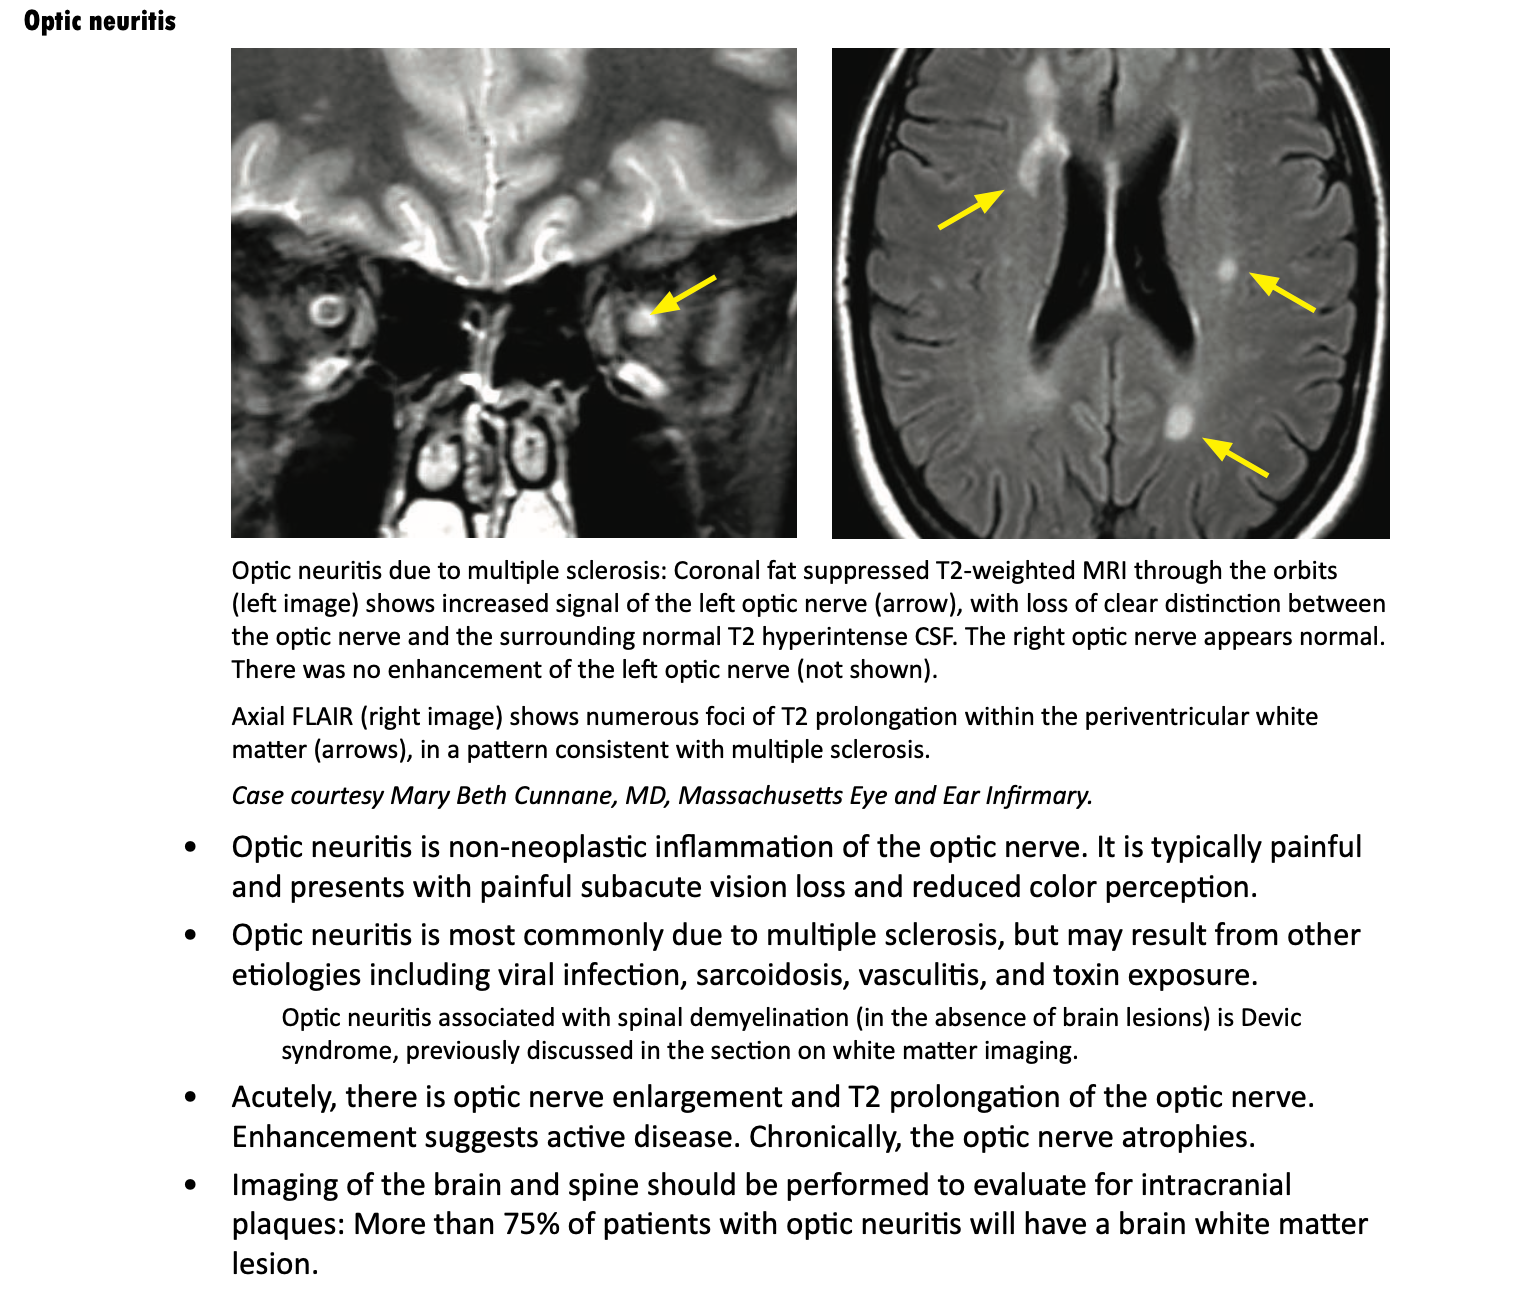 Optic neuritis
Optic neuritis due to multiple sclerosis: Coronal fat suppressed T2-weighted MRI through the orbits
(left image) shows increased signal of the left optic nerve (arrow), with loss of clear distinction between
the optic nerve and the surrounding normal T2 hyperintense CSF. The right optic nerve appears normal.
There was no enhancement of the left optic nerve (not shown).
Axial FLAIR (right image) shows numerous foci of T2 prolongation within the periventricular white
matter (arrows), in a pattern consistent with multiple sclerosis.
Case courtesy Mary Beth Cunnane, MD, Massachusetts Eye and Ear Infirmary.
• Optic neuritis is non-neoplastic inflammation of the optic nerve. It is typically painful
and presents with painful subacute vision loss and reduced color perception.
• Optic neuritis is most commonly due to multiple sclerosis, but may result from other
etiologies including viral infection, sarcoidosis, vasculitis, and toxin exposure.
Optic neuritis associated with spinal demyelination (in the absence of brain lesions) is Devic
syndrome, previously discussed in the section on white matter imaging.
• Acutely, there is optic nerve enlargement and T2 prolongation of the optic nerve.
Enhancement suggests active disease. Chronically, the optic nerve atrophies.
• Imaging of the brain and spine should be performed to evaluate for intracranial
plaques: More than 75% of patients with optic neuritis will have a brain white matter
lesion.